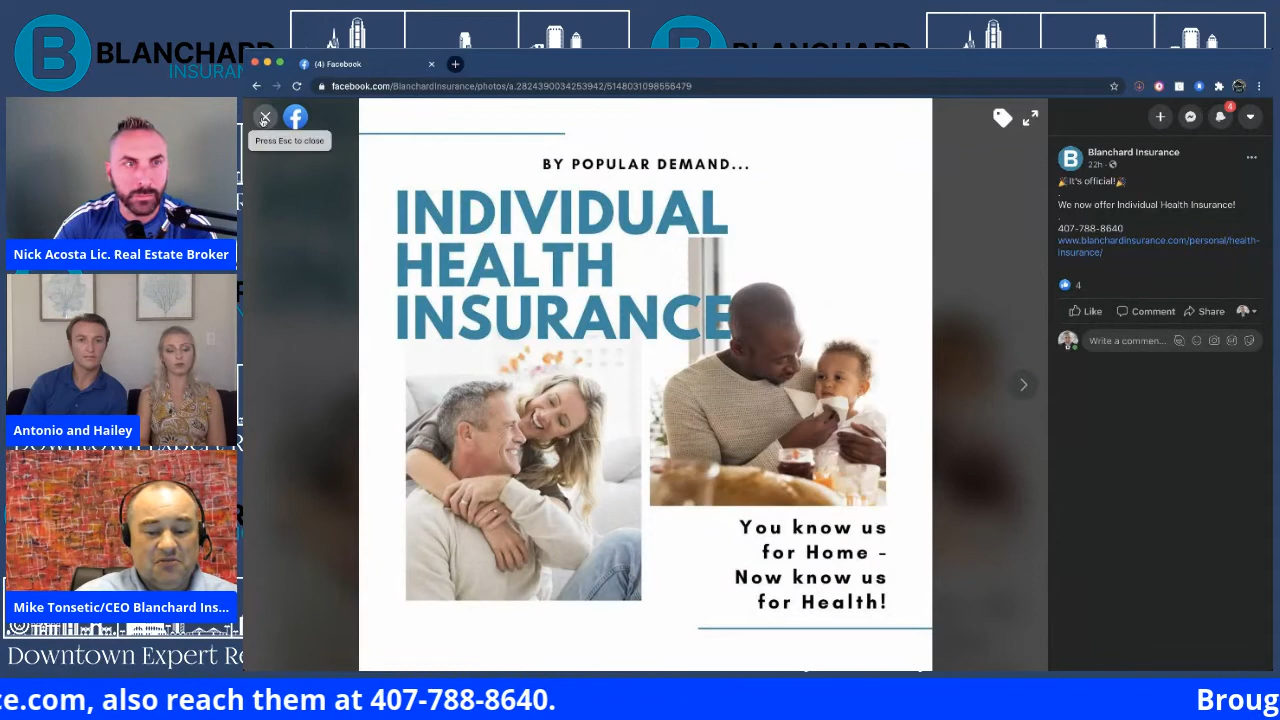 BLANCHARD
INSURAN
BLANCHARD
(4) Facebook
facebook.com/BlanchardInsurance/photos/a.2824390034253942/5148031098556479
Press Esc to close
BY POPULAR DEMAND...
INDIVIDUAL
HEALTH
INSURANCE
You know us
for Home -
Now know us
for Health!
4
Blanchard Insurance
22h ·
It's official!
.
We now offer Individual Health Insurance!
.
407-788-8640
www.blanchardinsurance.com/personal/health-
insurance/
4
Like Comment Share
Write a comment...
Nick Acosta Lic. Real Estate Broker
Antonio and Hailey
Mike Tonsetic/CEO Blanchard Ins...
Downtown Expert Re
ce.com, also reach them at 407-788-8640. Broug